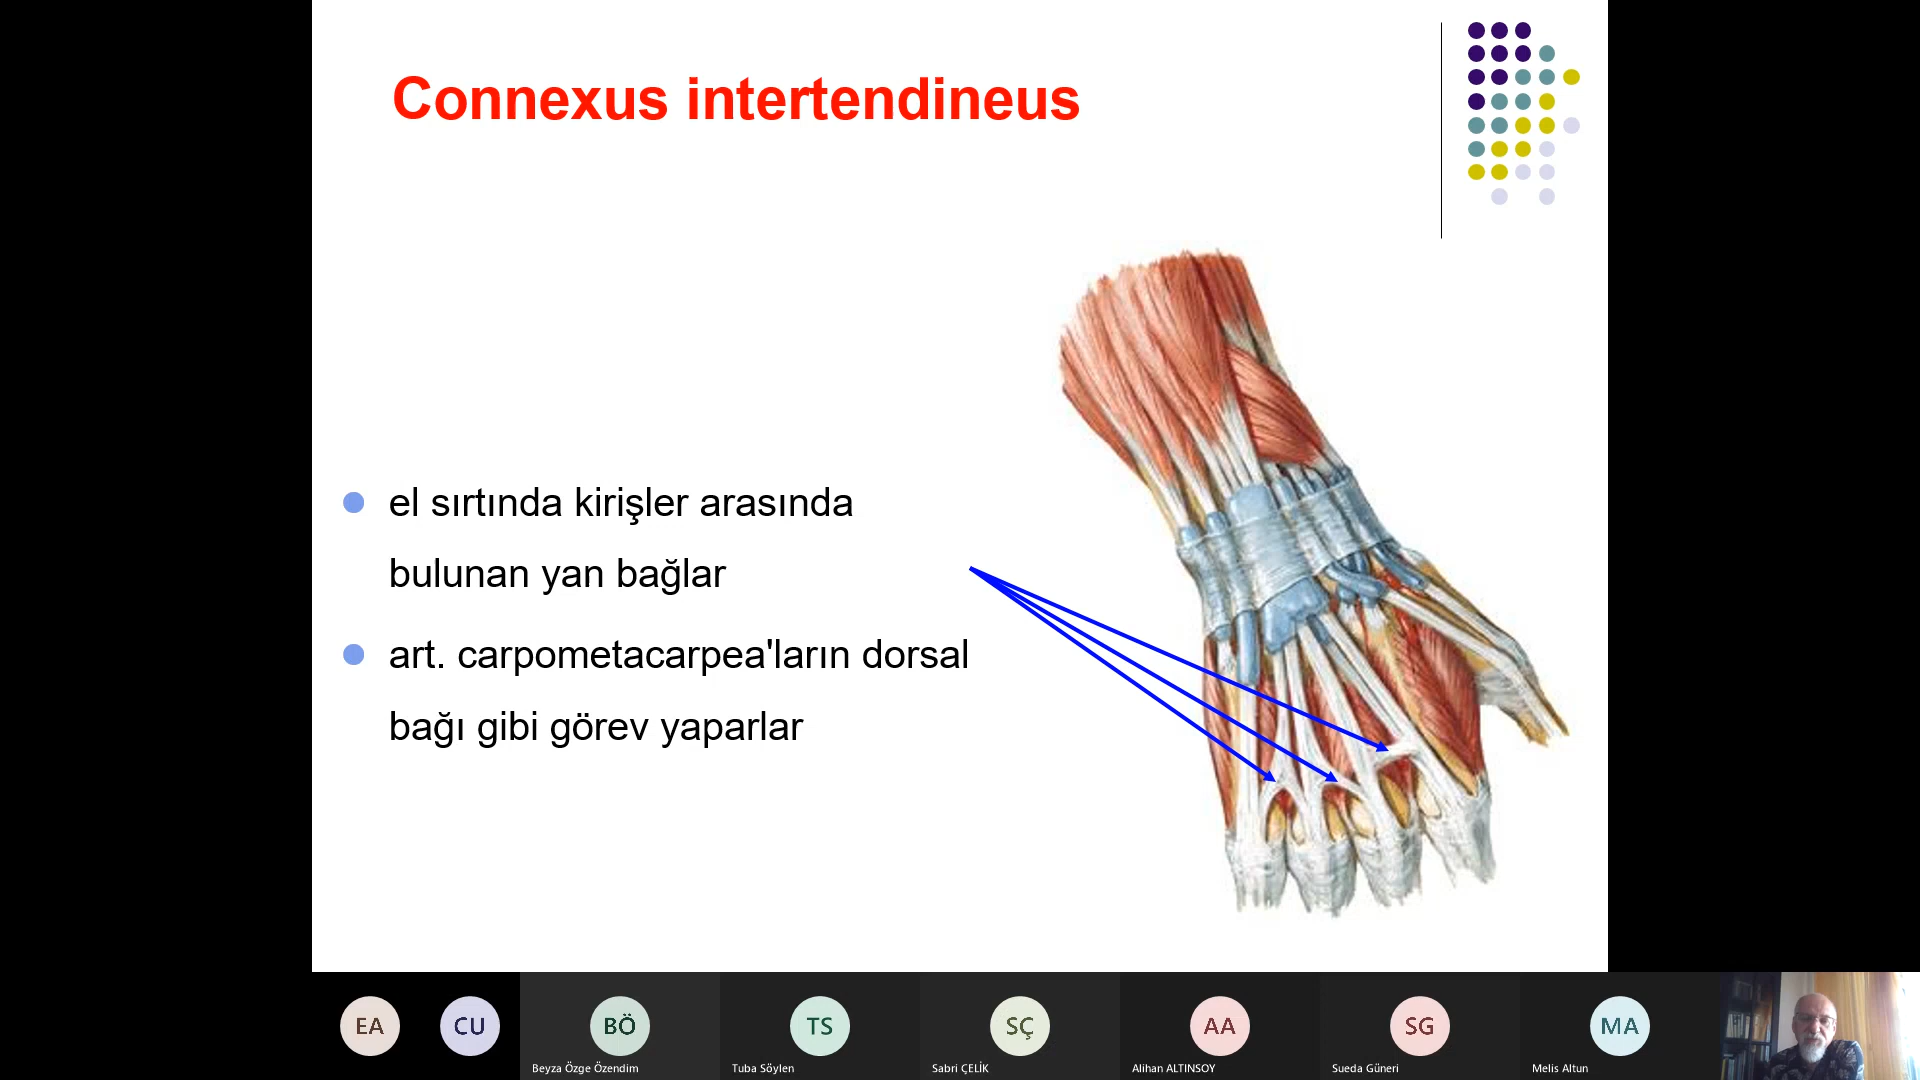 Connexus intertendineus
el sırtında kirişler arasında
bulunan yan bağlar
art. carpometacarpea'ların dorsal
bağı gibi görev yaparlar
EA
CU
BÖ
TS
SÇ
AA
SG
MA
Beyza Özge Özendim
Tuba Söylen
Sabri ÇELİK
Alihan ALTINSOY
Sueda Güneri
Melis Altun